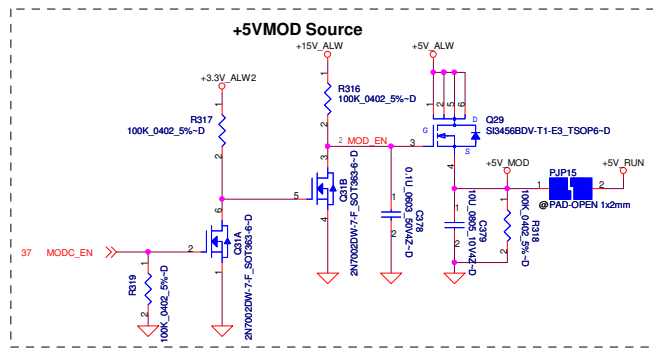 +5VMOD Source
+15V_ALW
+5V_ALW
+3.3V_ALW2
1
2
R316
100K_0402_5%~D
1
2
5
6
D
Q29
SI3456BDV-T1-E3_TSOP6~D
G
S
3
4
1
2
R317
100K_0402_5%~D
2
MOD_EN
+5V_MOD
+5V_RUN
PJP15
1
2
@PAD-OPEN 1x2mm
5
3
4
Q31B
2N7002DW-7-F_SOT363-6~D
1
2
0.1U_0603_50V4Z~D
C378
1
2
10U_0805_10V4Z~D
C379
1
2
100K_0402_5%~D
R318
37
MODC_EN
2
6
1
Q31A
2N7002DW-7-F_SOT363-6~D
1
2
R319
100K_0402_5%~D